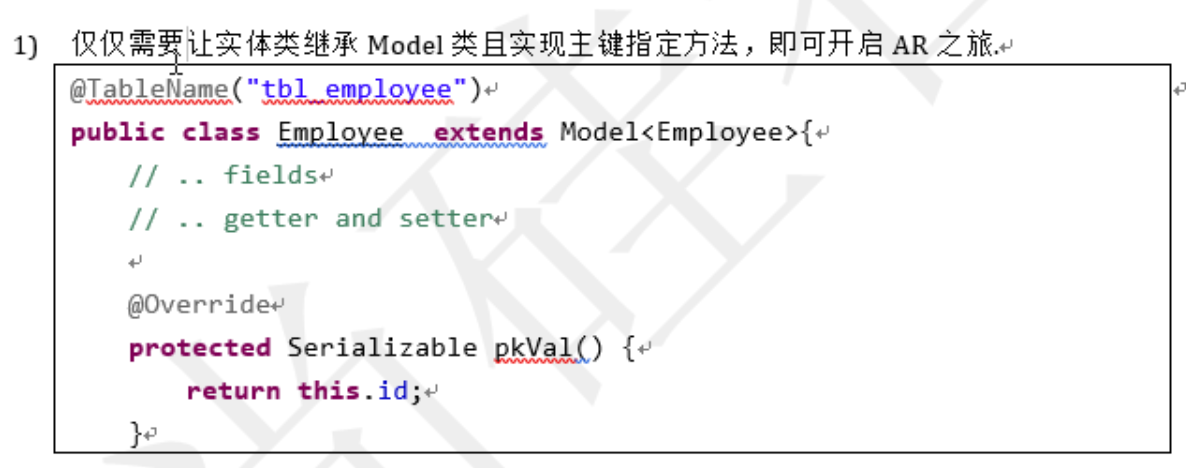 1) 仅仅需要让实体类继承 Model 类且实现主键指定方法，即可开启 AR 之旅.
@TableName("tbl_employee")
public class Employee  extends Model<Employee>{
// .. fields
// .. getter and setter
@Override
protected Serializable pkVal() {
return this.id;
}